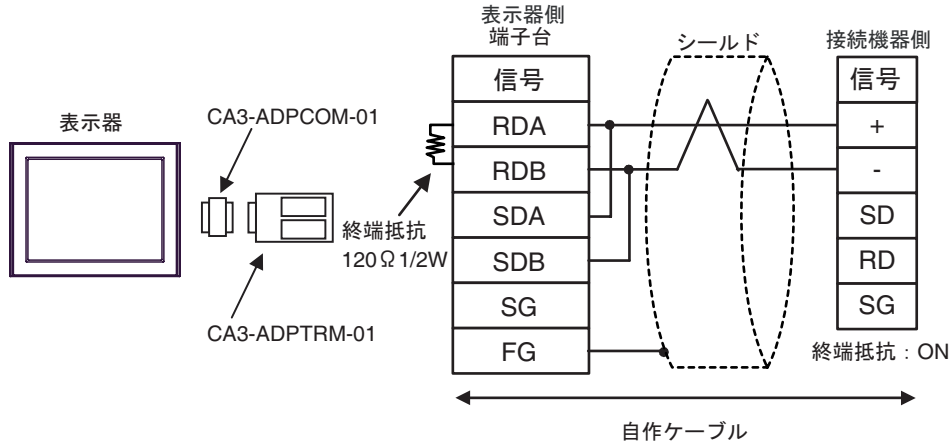 表示器
CA3-ADPCOM-01
CA3-ADPTRM-01
終端抵抗
120Ω 1/2W
表示器側
端子台
信号
RDA
RDB
SDA
SDB
SG
FG
シールド
接続機器側
信号
+
-
SD
RD
SG
終端抵抗：ON
自作ケーブル